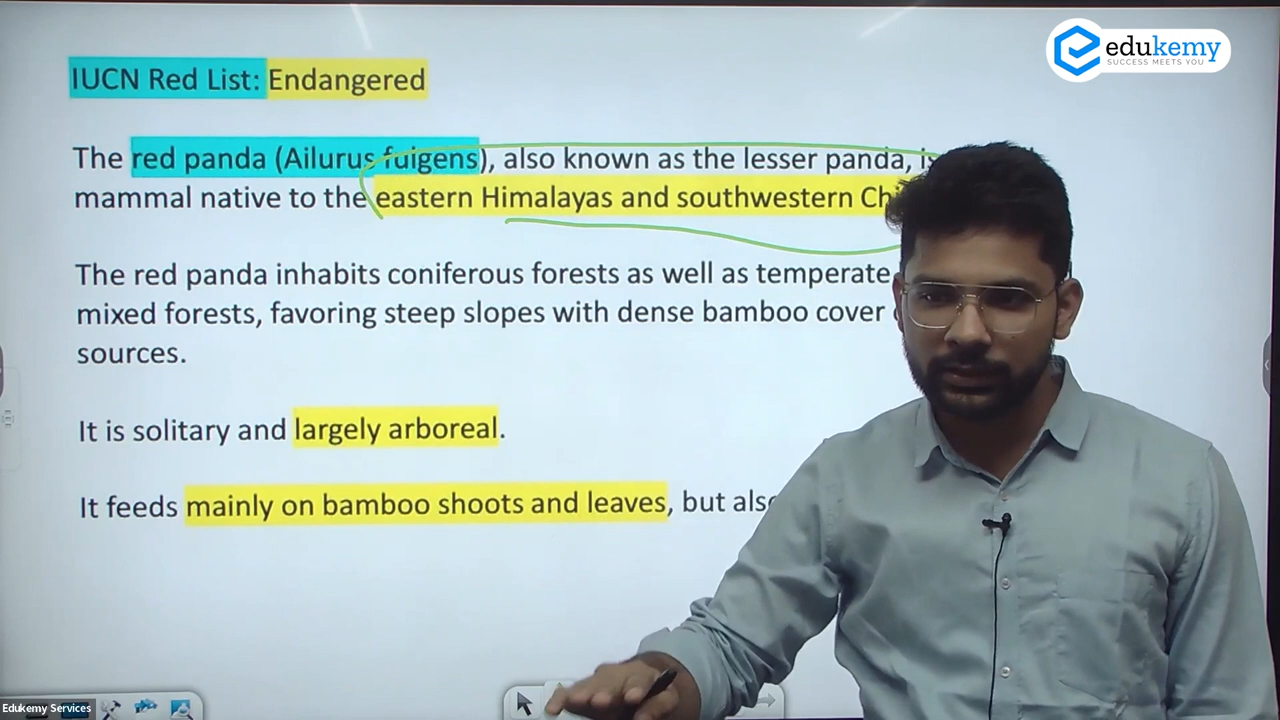 edukemy
SUCCESS MEETS YOU
IUCN Red List: Endangered
The red panda (Ailurus fulgens), also known as the lesser panda, is
mammal native to the eastern Himalayas and southwestern
The red panda inhabits coniferous forests as well as temperate
mixed forests, favoring steep slopes with dense bamboo cover
sources.
It is solitary and largely arboreal.
It feeds mainly on bamboo shoots and leaves, but
Edukemy Services